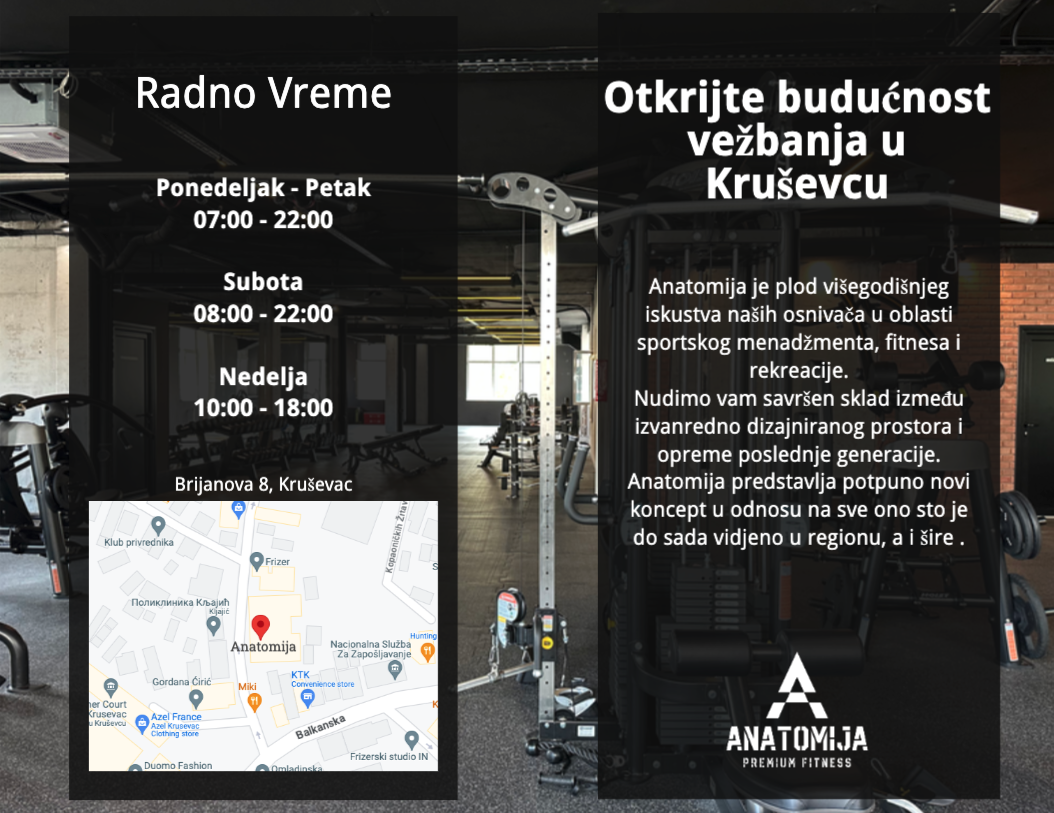 Radno Vreme
Ponedeljak - Petak
07:00 - 22:00
Subota
08:00 - 22:00
Nedelja
10:00 - 18:00
Brijanova 8, Kruševac
Klub privrednika
Frizer
Kopaoničkih Žrtav
Поликлиника Кљајић
Kljajić
Anatomija
Nacionalna Služba
Za Zapošljavanje
Hunting
Gordana Ćirić
Miki
KTK
Convenience store
her Court
Krusevac
u Kruševcu
Azel France
Azel Krusevac
Clothing store
Balkanska
Frizerski studio IN
Duomo Fashion
Omladinska
Otkrijte budućnost
vežbanja u
Kruševcu
Anatomija je plod višegodišnjeg
iskustva naših osnivača u oblasti
sportskog menadžmenta, fitnesa i
rekreacije.
Nudimo vam savršen sklad između
izvanredno dizajniranog prostora i
opreme poslednje generacije.
Anatomija predstavlja potpuno novi
koncept u odnosu na sve ono sto je
do sada vidjeno u regionu, a i šire .
ANATOMIJA
PREMIUM FITNESS